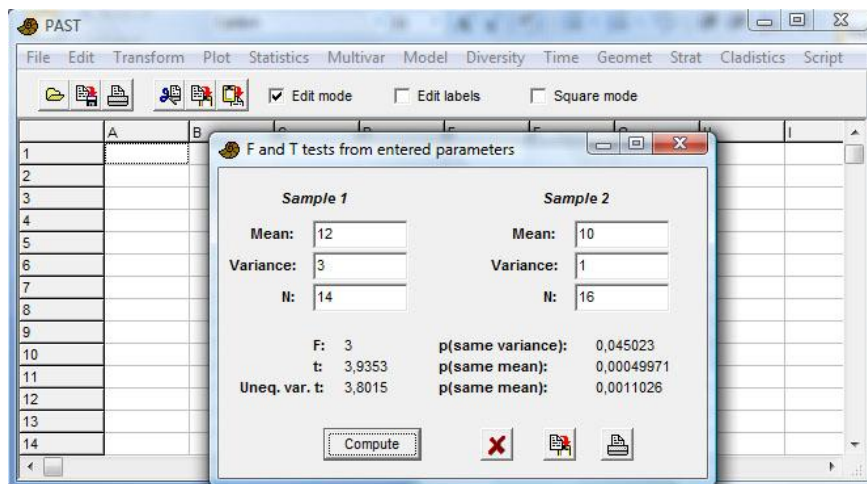 PAST
File Edit Transform Plot Statistics Multivar Model Diversity Time Geomet Strat Cladistics Script
Edit mode Edit labels Square mode
A B I
1
F and T tests from entered parameters
2
3
Sample 1 Sample 2
4
Mean: 12 Mean: 10
5
6
Variance: 3 Variance: 1
7
N: 14 N: 16
8
9
10
F: 3 p(same variance): 0,045023
11
t: 3,9353 p(same mean): 0,00049971
12
Uneq. var. t: 3,8015 p(same mean): 0,0011026
13
14
Compute